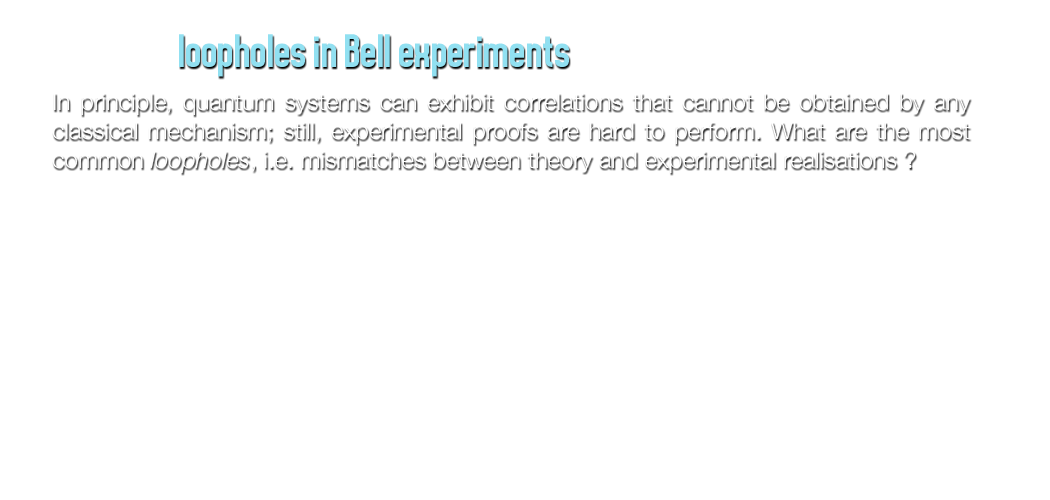 loopholes in Bell experiments
In principle, quantum systems can exhibit correlations that cannot be obtained by any
classical mechanism; still, experimental proofs are hard to perform. What are the most
common loopholes, i.e. mismatches between theory and experimental realisations ?